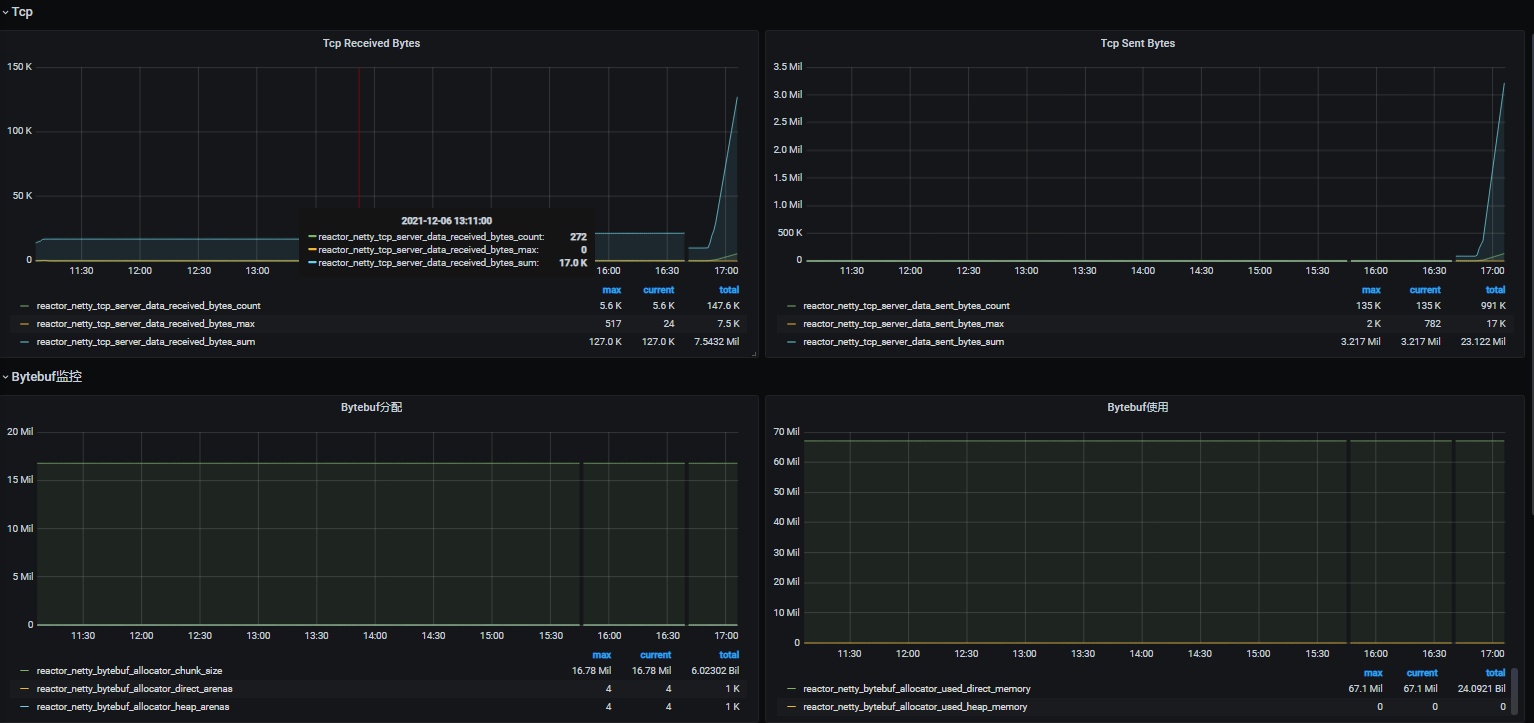 Tcp
Tcp Received Bytes
150 K
100 K
50 K
0
11:30 12:00 12:30 13:00 16:00 16:30 17:00
2021-12-06 13:11:00
reactor_netty_tcp_server_data_received_bytes_count: 272
reactor_netty_tcp_server_data_received_bytes_max: 0
reactor_netty_tcp_server_data_received_bytes_sum: 17.0 K
max current total
reactor_netty_tcp_server_data_received_bytes_count 5.6 K 5.6 K 147.6 K
reactor_netty_tcp_server_data_received_bytes_max 517 24 7.5 K
reactor_netty_tcp_server_data_received_bytes_sum 127.0 K 127.0 K 7.5432 Mil
Tcp Sent Bytes
3.5 Mil
3.0 Mil
2.5 Mil
2.0 Mil
1.5 Mil
1.0 Mil
500 K
0
11:30 12:00 12:30 13:00 13:30 14:00 14:30 15:00 15:30 16:00 16:30 17:00
max current total
reactor_netty_tcp_server_data_sent_bytes_count 135 K 135 K 991 K
reactor_netty_tcp_server_data_sent_bytes_max 2 K 782 17 K
reactor_netty_tcp_server_data_sent_bytes_sum 3.217 Mil 3.217 Mil 23.122 Mil
Bytebuf监控
Bytebuf分配
20 Mil
15 Mil
10 Mil
5 Mil
0
11:30 12:00 12:30 13:00 13:30 14:00 14:30 15:00 15:30 16:00 16:30 17:00
max current total
reactor_netty_bytebuf_allocator_chunk_size 16.78 Mil 16.78 Mil 6.02302 Bil
reactor_netty_bytebuf_allocator_direct_arenas 4 4 1 K
reactor_netty_bytebuf_allocator_heap_arenas 4 4 1 K
Bytebuf使用
70 Mil
60 Mil
50 Mil
40 Mil
30 Mil
20 Mil
10 Mil
0
11:30 12:00 12:30 13:00 13:30 14:00 14:30 15:00 15:30 16:00 16:30 17:00
max current total
reactor_netty_bytebuf_allocator_used_direct_memory 67.1 Mil 67.1 Mil 24.0921 Bil
reactor_netty_bytebuf_allocator_used_heap_memory 0 0 0